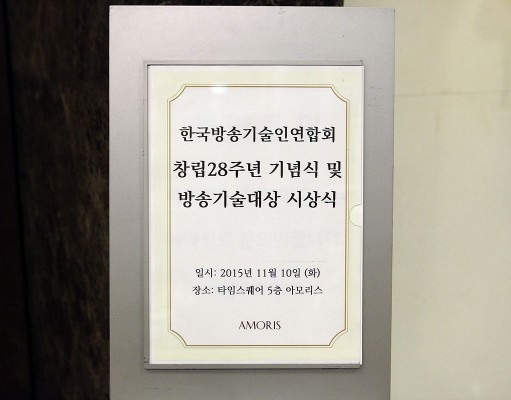 한국방송기술인연합회
창립28주년 기념식 및
방송기술대상 시상식
일시: 2015년 11월 10일 (화)
장소: 타임스퀘어 5층 아모리스
AMORIS